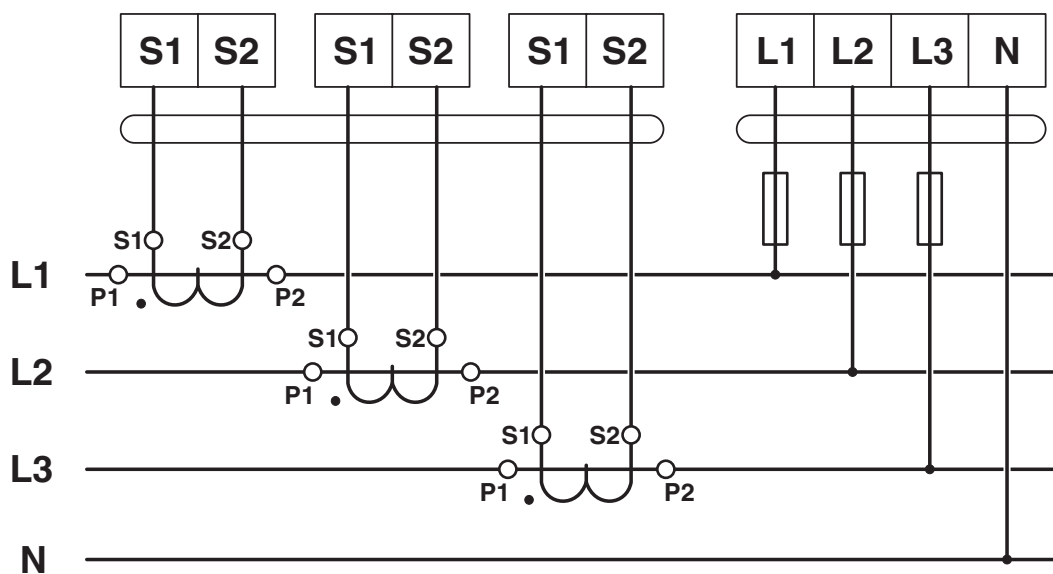 S1 S2 S1 S2 S1 S2 L1 L2 L3 N
S1 S2
L1
P1 P2
S1 S2
L2
P1 P2
S1 S2
L3
P1 P2
N